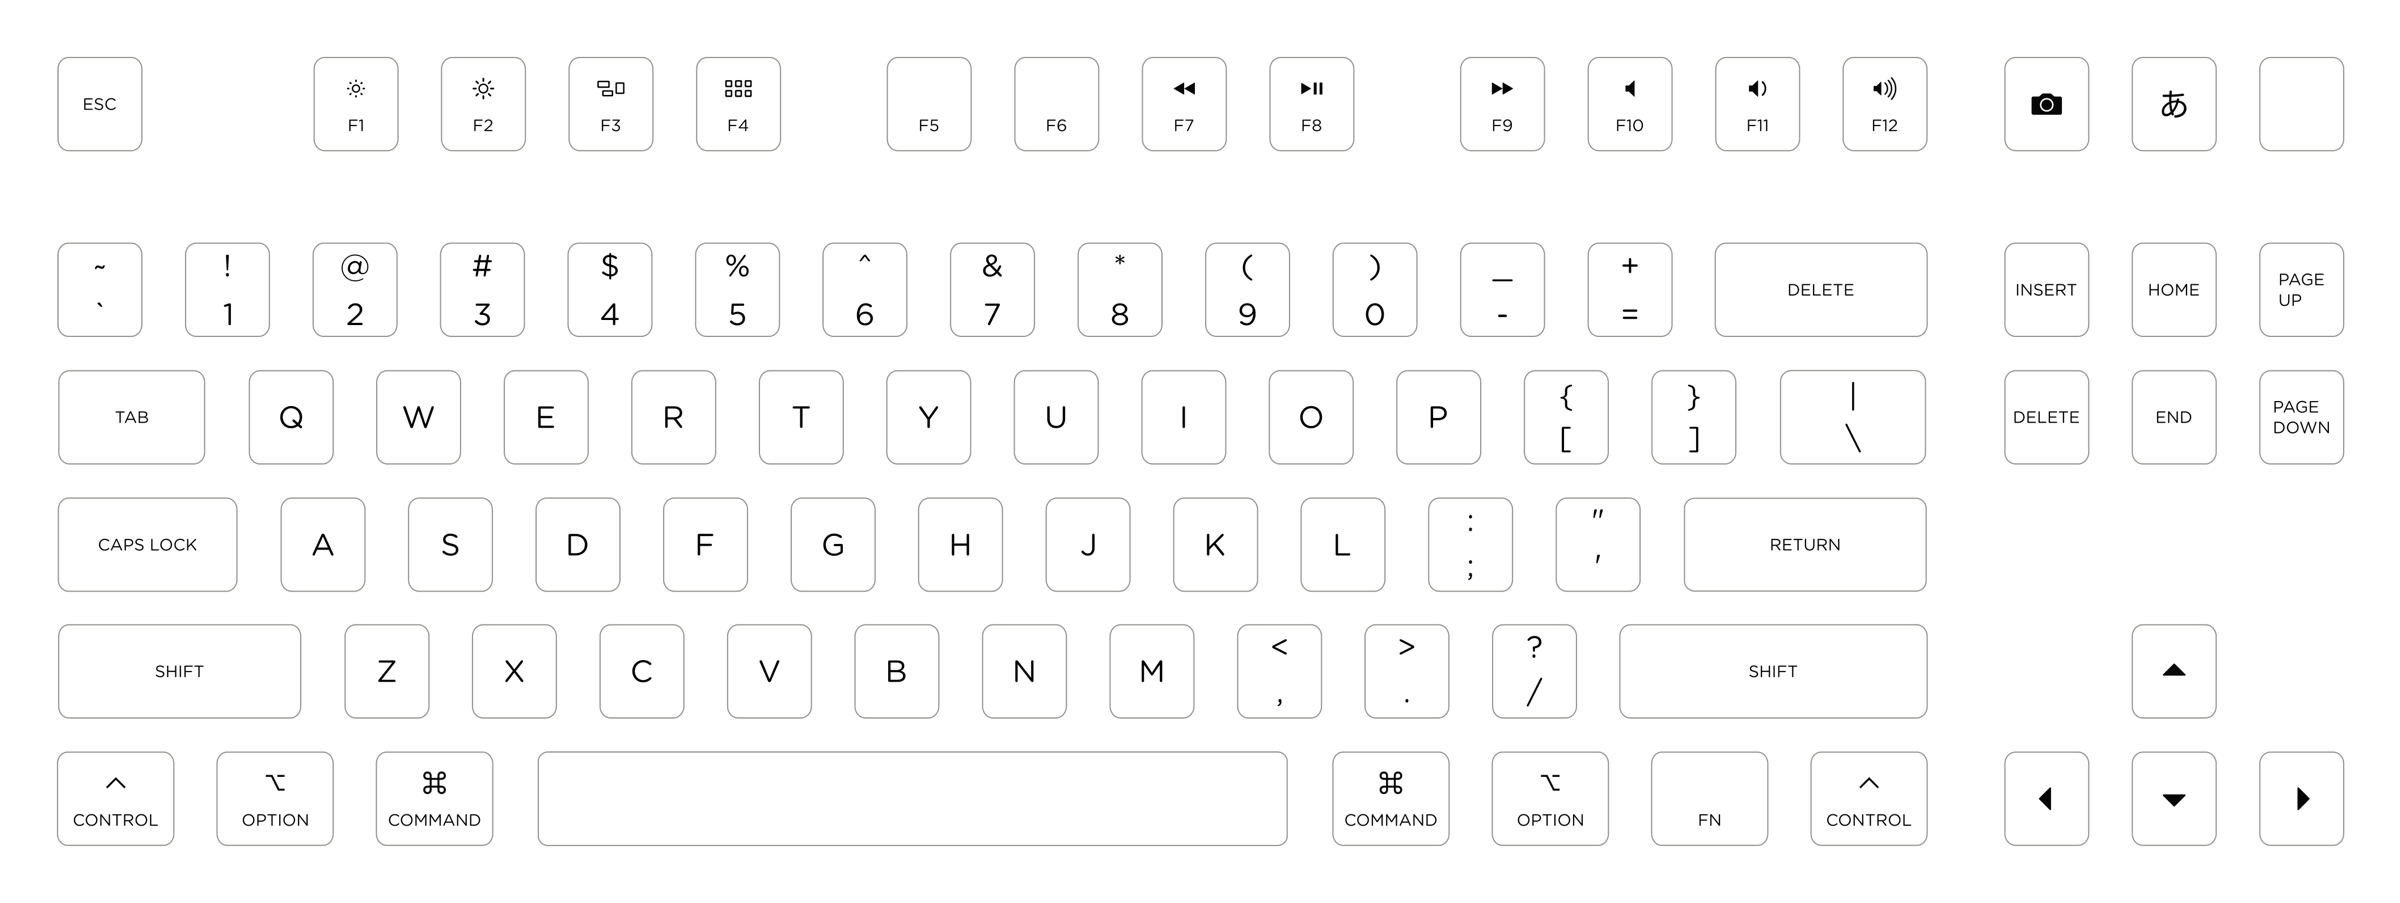 ESC F1 F2 F3 F4 F5 F6 F7 F8 F9 F10 F11 F12 あ
~ ! @ # $ % ^ & * ( ) _ +
` 1 2 3 4 5 6 7 8 9 0 - = DELETE INSERT HOME PAGE
UP
TAB Q W E R T Y U I O P { } |
[ ] \ DELETE END PAGE
DOWN
CAPS LOCK A S D F G H J K L : "
; ' RETURN
SHIFT Z X C V B N M < > ?
, . / SHIFT
^ ⌥ ⌘ ⌘ ⌥ ^
CONTROL OPTION COMMAND COMMAND OPTION FN CONTROL